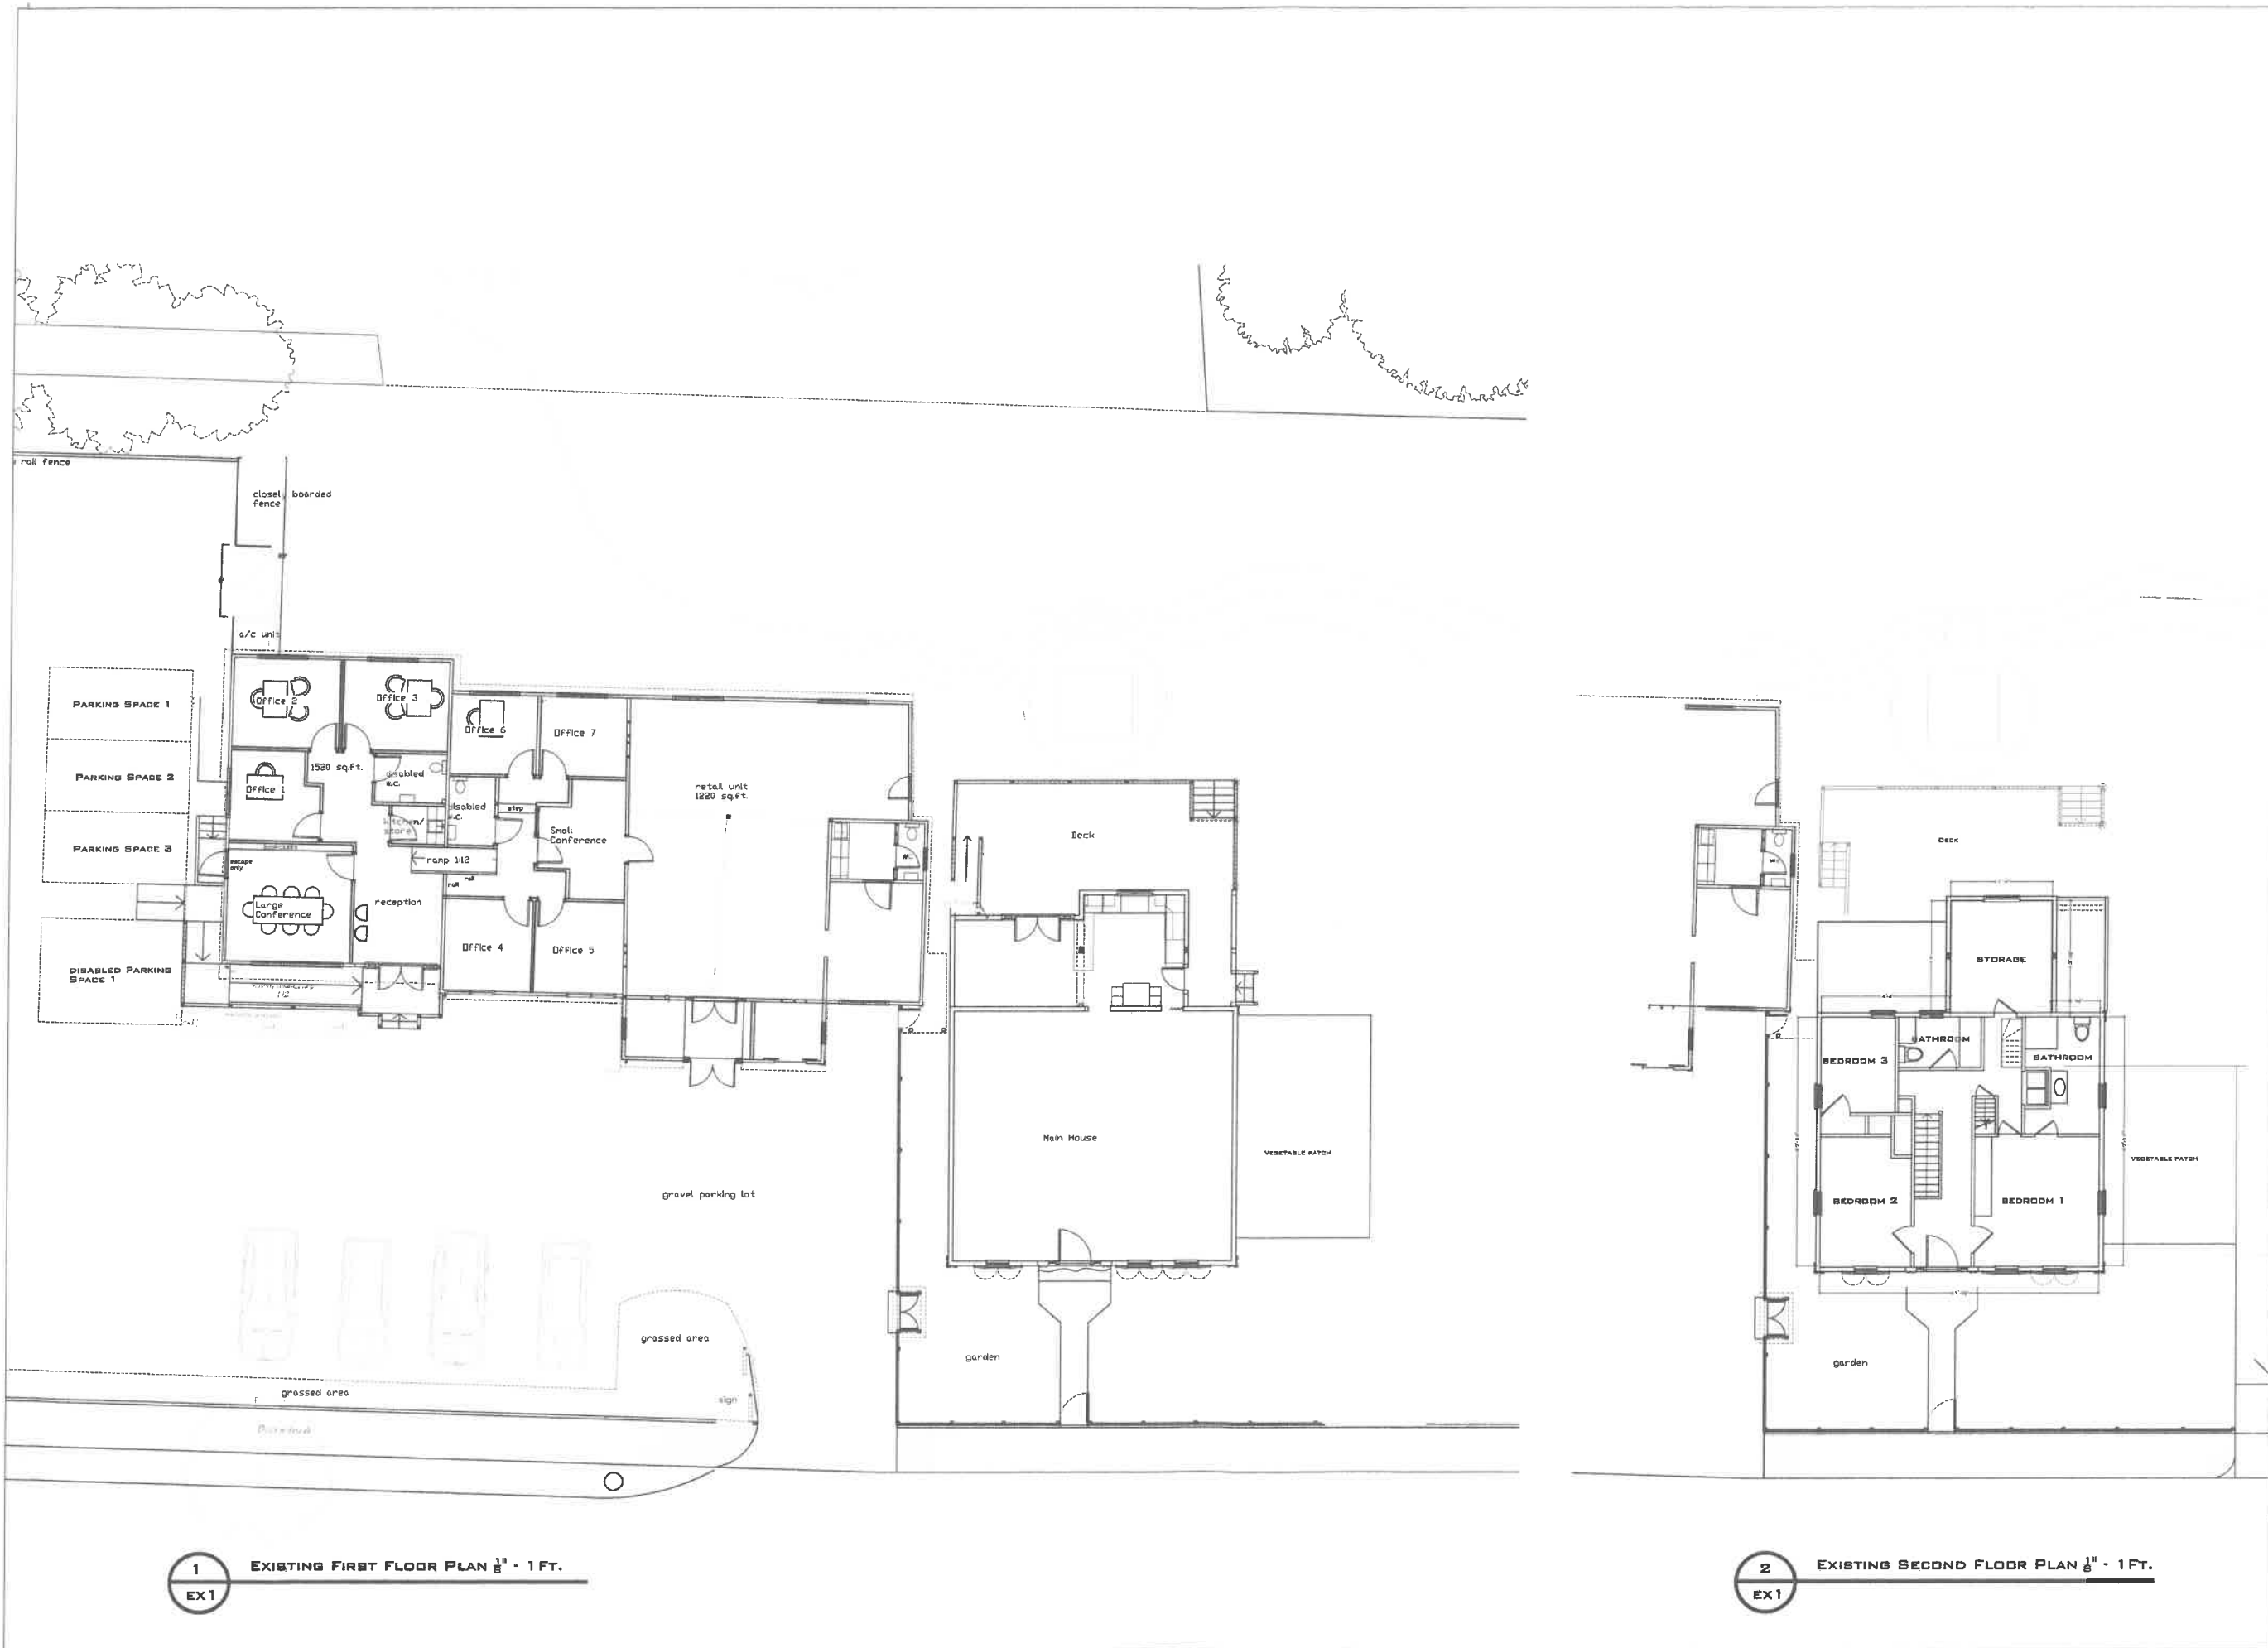 rail fence
closely boarded
fence
a/c unit
PARKING SPACE 1
PARKING SPACE 2
PARKING SPACE 3
DISABLED PARKING
SPACE 1
Office 2
Office 3
Office 6
Office 7
1520 sq.ft.
disabled
w.c.
Office 1
disabled
w.c.
step
kitchen/
store
Small
Conference
ramp 1:12
rail
rail
escape
only
Large
Conference
reception
Office 4
Office 5
1:12
retail unit
1220 sq.ft.
WC
Deck
Main House
VEGETABLE PATCH
gravel parking lot
grassed area
grassed area
sign
garden
1
EX1
EXISTING FIRST FLOOR PLAN 1/8" - 1 FT.
WC
DECK
STORAGE
BATHROOM
BEDROOM 3
BATHROOM
BEDROOM 2
BEDROOM 1
VEGETABLE PATCH
garden
2
EX1
EXISTING SECOND FLOOR PLAN 1/8" - 1 FT.